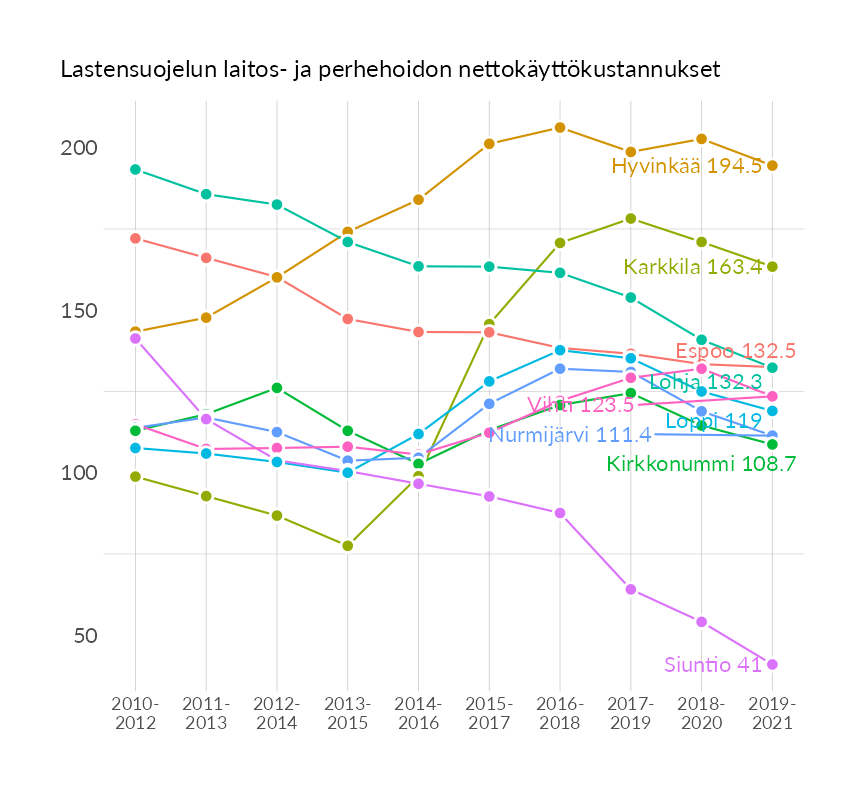 Lastensuojelun laitos- ja perhehoidon nettokäyttökustannukset
200
Hyvinkää 194.5
Karkkila 163.4
150
Espoo 132.5
Lohja 132.3
Vihti 123.5
Loppi 119
Nurmijärvi 111.4
Kirkkonummi 108.7
100
50
Siuntio 41
2010- 2011- 2012- 2013- 2014- 2015- 2016- 2017- 2018- 2019-
2012 2013 2014 2015 2016 2017 2018 2019 2020 2021